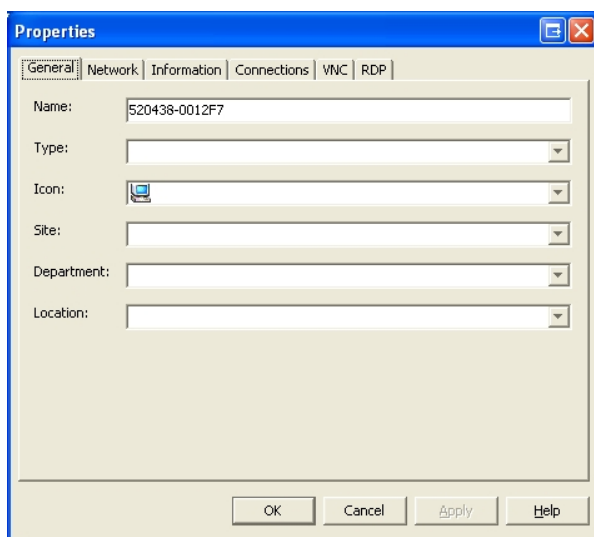 Properties
General Network Information Connections VNC RDP
Name: 520438-0012F7
Type:
Icon:
Site:
Department:
Location:
OK Cancel Apply Help